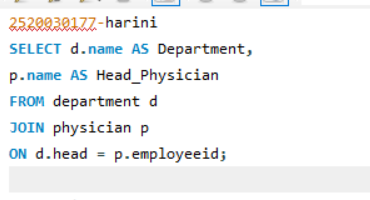 2520030177-harini
SELECT d.name AS Department,
p.name AS Head_Physician
FROM department d
JOIN physician p
ON d.head = p.employeeid;